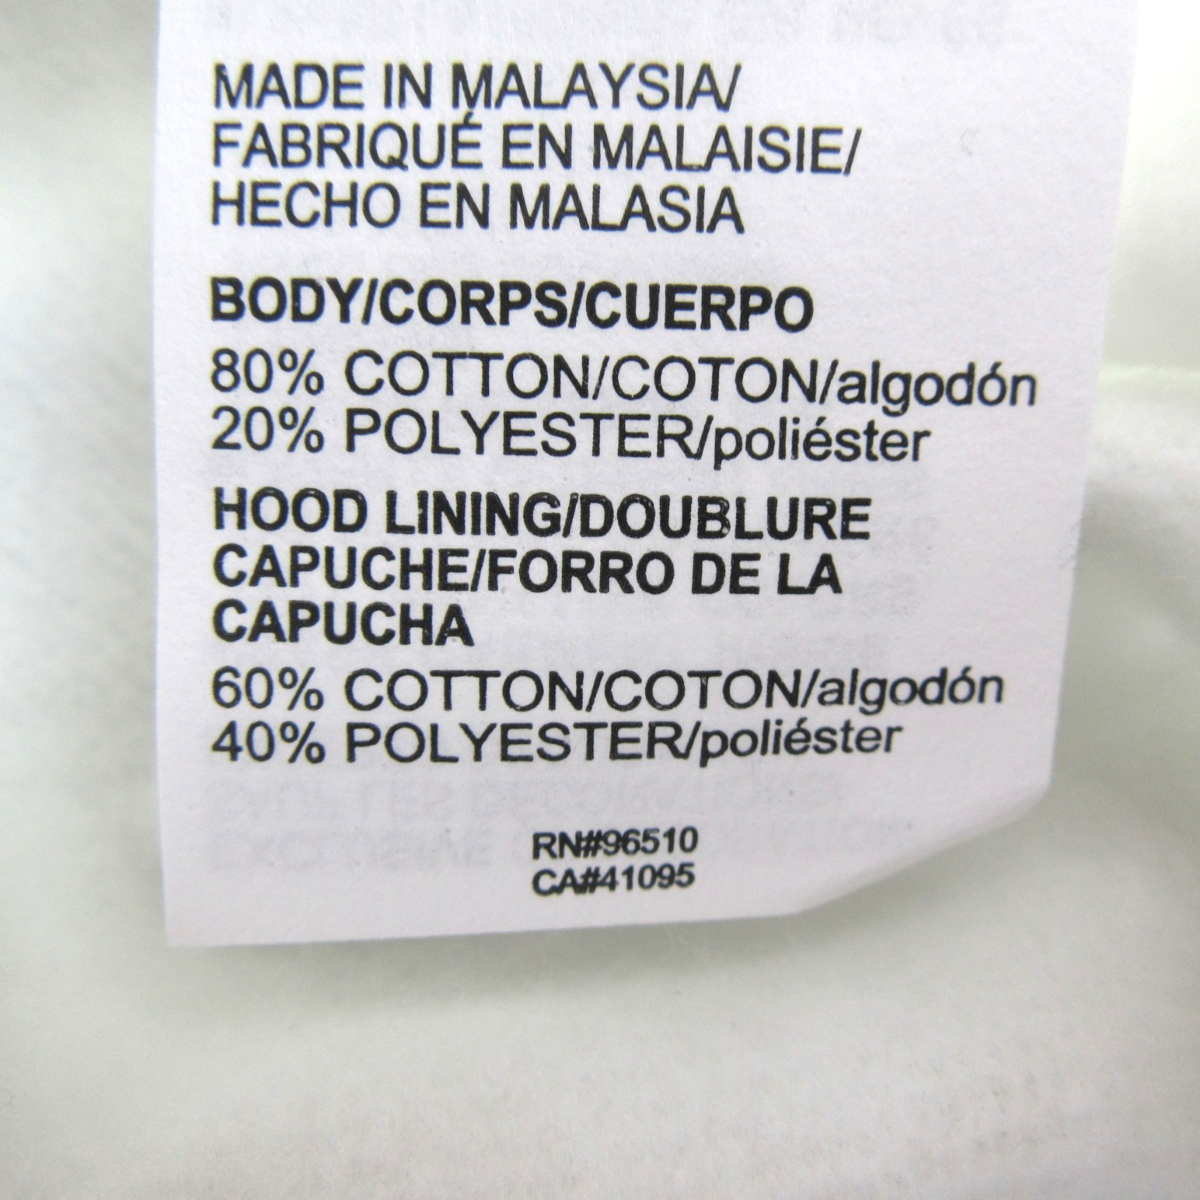 MADE IN MALAYSIA/
FABRIQUÉ EN MALAISIE/
HECHO EN MALASIA
BODY/CORPS/CUERPO
80% COTTON/COTON/algodón
20% POLYESTER/poliéster
HOOD LINING/DOUBLURE
CAPUCHE/FORRO DE LA
CAPUCHA
60% COTTON/COTON/algodón
40% POLYESTER/poliéster
RN#96510
CA#41095